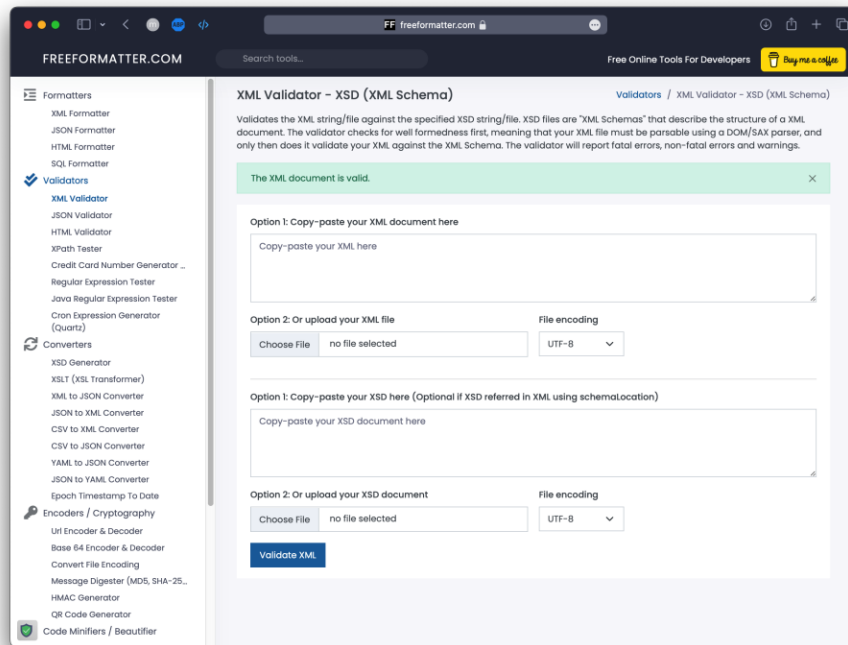 FF freeformatter.com
FREEFORMATTER.COM
Search tools...
Free Online Tools For Developers
Buy me a coffee
Formatters
XML Formatter
JSON Formatter
HTML Formatter
SQL Formatter
Validators
XML Validator
JSON Validator
HTML Validator
XPath Tester
Credit Card Number Generator ...
Regular Expression Tester
Java Regular Expression Tester
Cron Expression Generator
(Quartz)
Converters
XSD Generator
XSLT (XSL Transformer)
XML to JSON Converter
JSON to XML Converter
CSV to XML Converter
CSV to JSON Converter
YAML to JSON Converter
JSON to YAML Converter
Epoch Timestamp To Date
Encoders / Cryptography
Url Encoder & Decoder
Base 64 Encoder & Decoder
Convert File Encoding
Message Digester (MD5, SHA-25...
HMAC Generator
QR Code Generator
Code Minifiers / Beautifier
XML Validator - XSD (XML Schema)
Validators / XML Validator - XSD (XML Schema)
Validates the XML string/file against the specified XSD string/file. XSD files are "XML Schemas" that describe the structure of a XML
document. The validator checks for well formedness first, meaning that your XML file must be parsable using a DOM/SAX parser, and
only then does it validate your XML against the XML Schema. The validator will report fatal errors, non-fatal errors and warnings.
The XML document is valid.
Option 1: Copy-paste your XML document here
Copy-paste your XML here
Option 2: Or upload your XML file
File encoding
Choose File no file selected
UTF-8
Option 1: Copy-paste your XSD here (Optional if XSD referred in XML using schemaLocation)
Copy-paste your XSD document here
Option 2: Or upload your XSD document
File encoding
Choose File no file selected
UTF-8
Validate XML